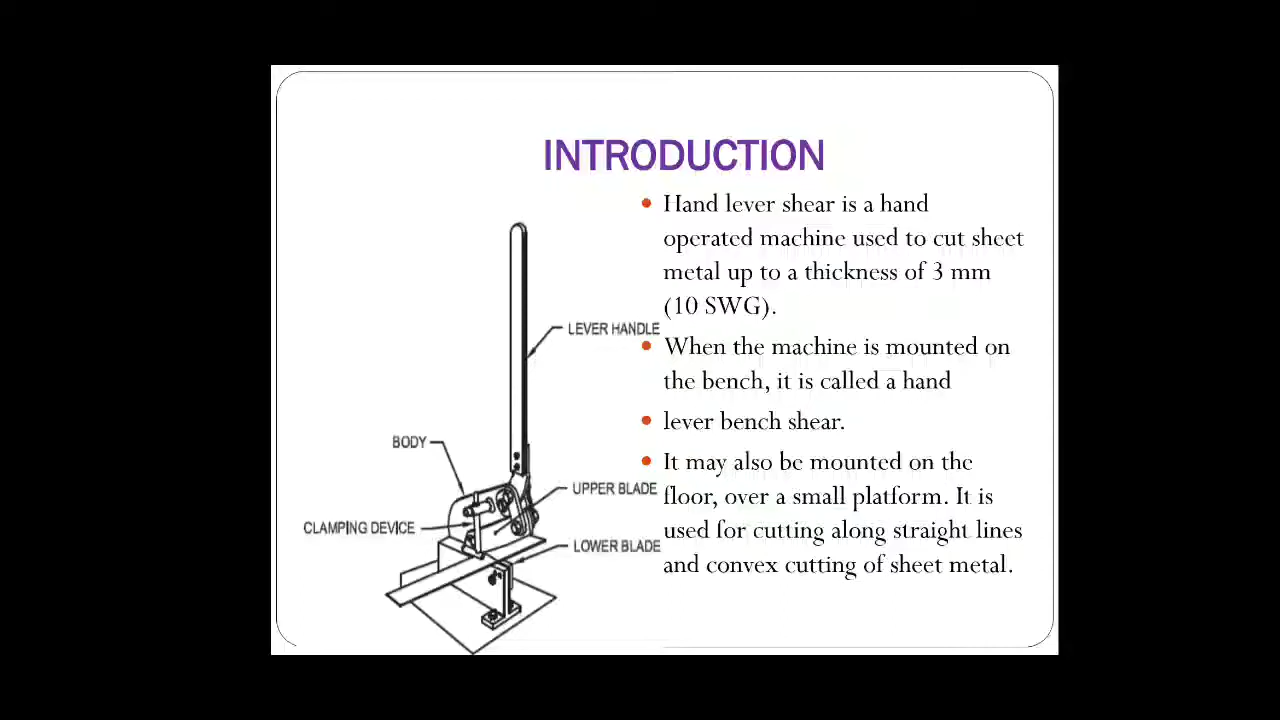 INTRODUCTION
• Hand lever shear is a hand
operated machine used to cut sheet
metal up to a thickness of 3 mm
(10 SWG).
• When the machine is mounted on
the bench, it is called a hand
• lever bench shear.
• It may also be mounted on the
floor, over a small platform. It is
used for cutting along straight lines
and convex cutting of sheet metal.
LEVER HANDLE
BODY
UPPER BLADE
CLAMPING DEVICE
LOWER BLADE